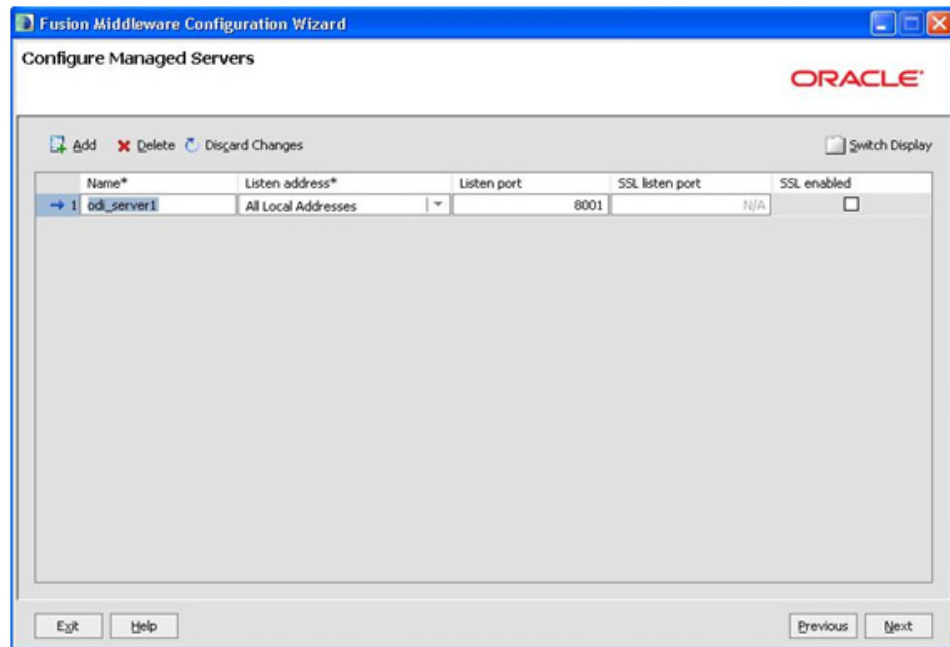 Fusion Middleware Configuration Wizard
Configure Managed Servers
ORACLE
Add Delete Discard Changes Switch Display
Name* Listen address* Listen port SSL listen port SSL enabled
1 odi_server1 All Local Addresses 8001 N/A
Exit Help Previous Next